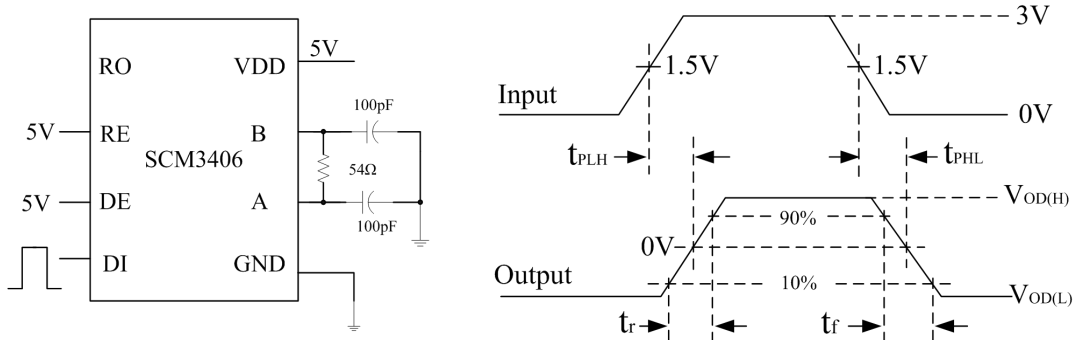 5V
RO VDD
100pF
5V RE B
SCM3406
54Ω
5V DE A
100pF
DI GND
3V
1.5V 1.5V
Input
0V
tPLH tPHL
VOD(H)
90%
0V
Output
10%
VOD(L)
tr tf